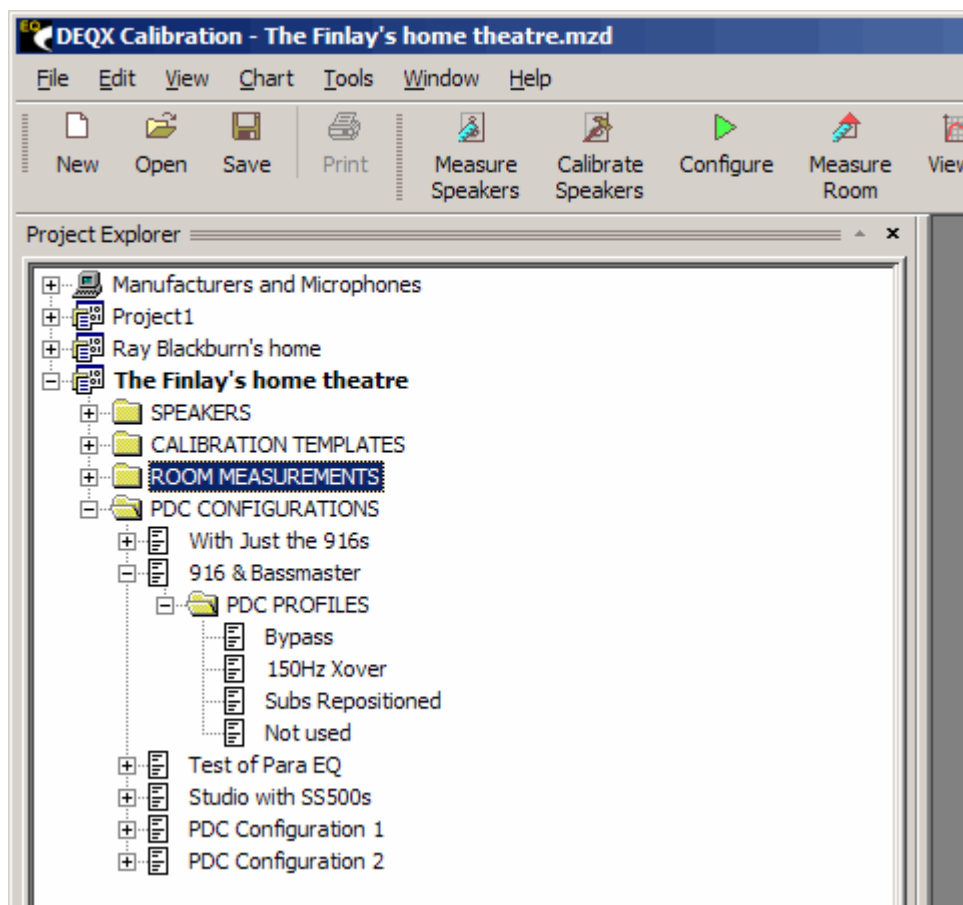 EQ
DEQX Calibration - The Finlay's home theatre.mzd
File Edit View Chart Tools Window Help
New Open Save Print Measure Speakers Calibrate Speakers Configure Measure Room
Project Explorer
Manufacturers and Microphones
Project1
Ray Blackburn's home
The Finlay's home theatre
SPEAKERS
CALIBRATION TEMPLATES
ROOM MEASUREMENTS
PDC CONFIGURATIONS
With Just the 916s
916 & Bassmaster
PDC PROFILES
Bypass
150Hz Xover
Subs Repositioned
Not used
Test of Para EQ
Studio with SS500s
PDC Configuration 1
PDC Configuration 2